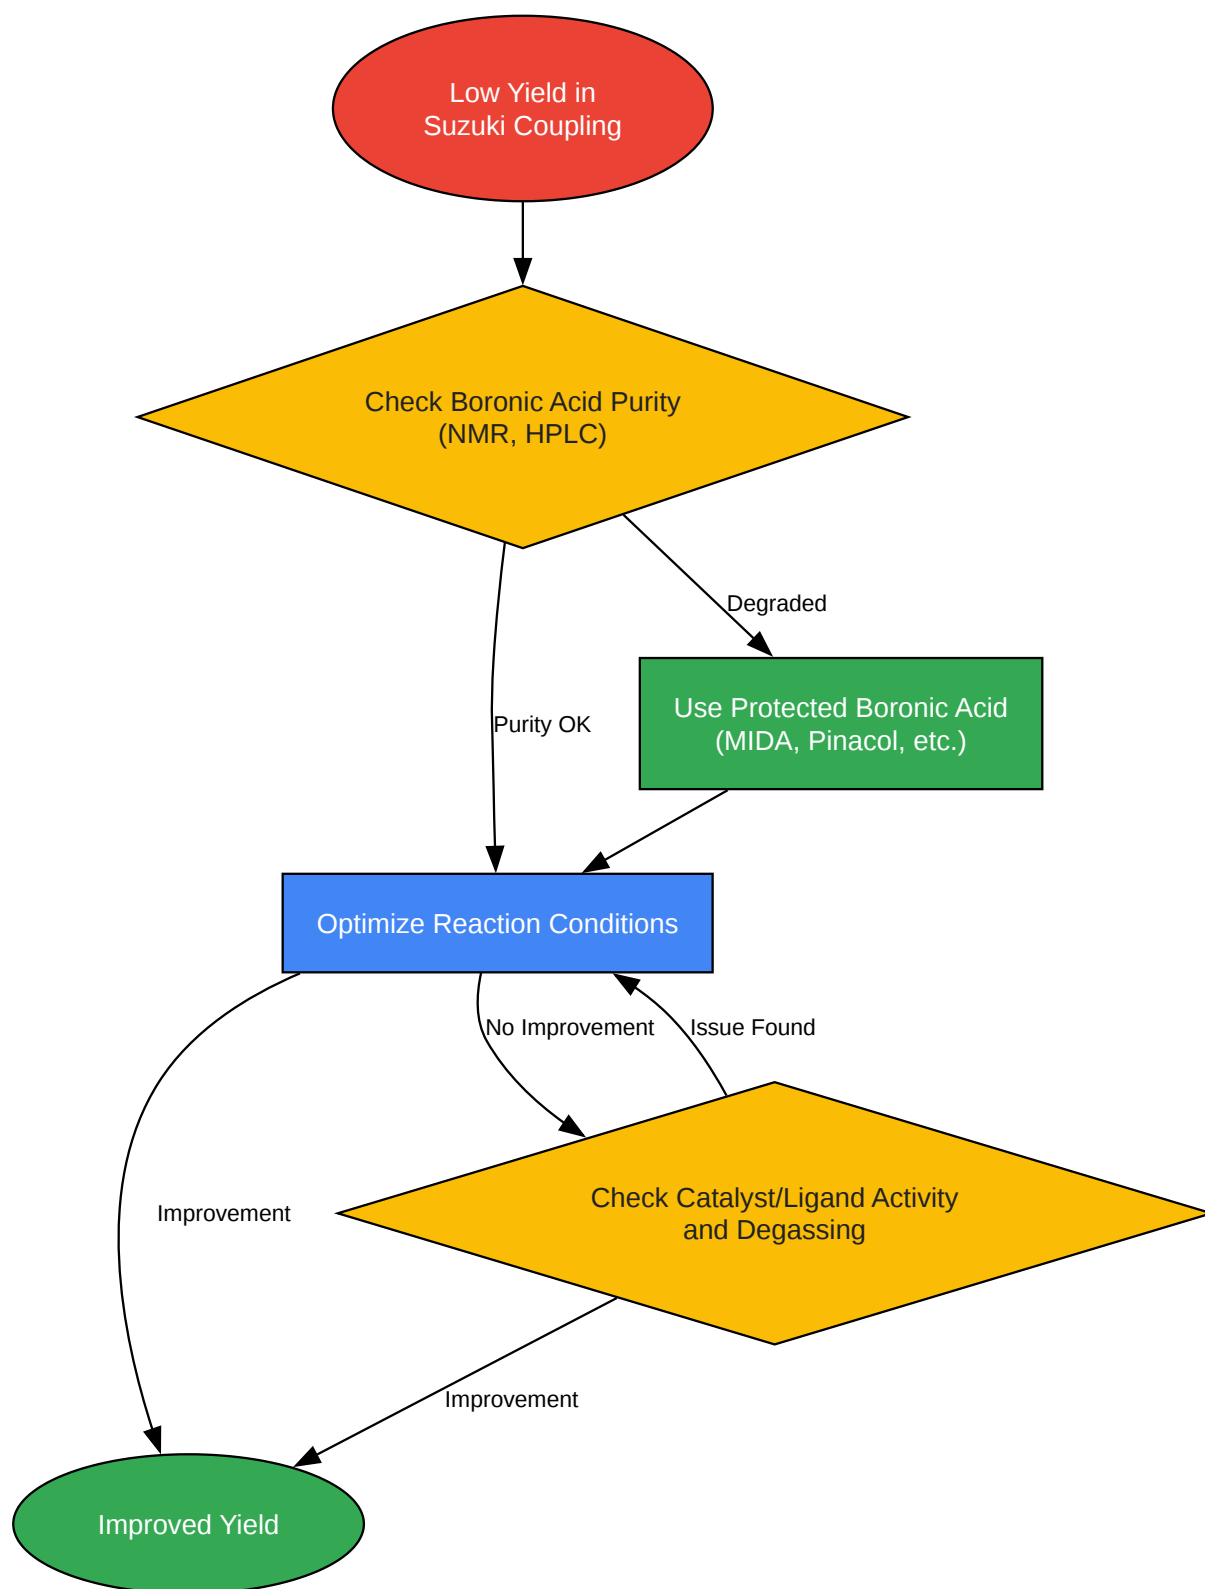 Low Yield in
Suzuki Coupling
Check Boronic Acid Purity
(NMR, HPLC)
Degraded
Use Protected Boronic Acid
(MIDA, Pinacol, etc.)
Purity OK
Optimize Reaction Conditions
No Improvement
Issue Found
Check Catalyst/Ligand Activity
and Degassing
Improvement
Improvement
Improved Yield